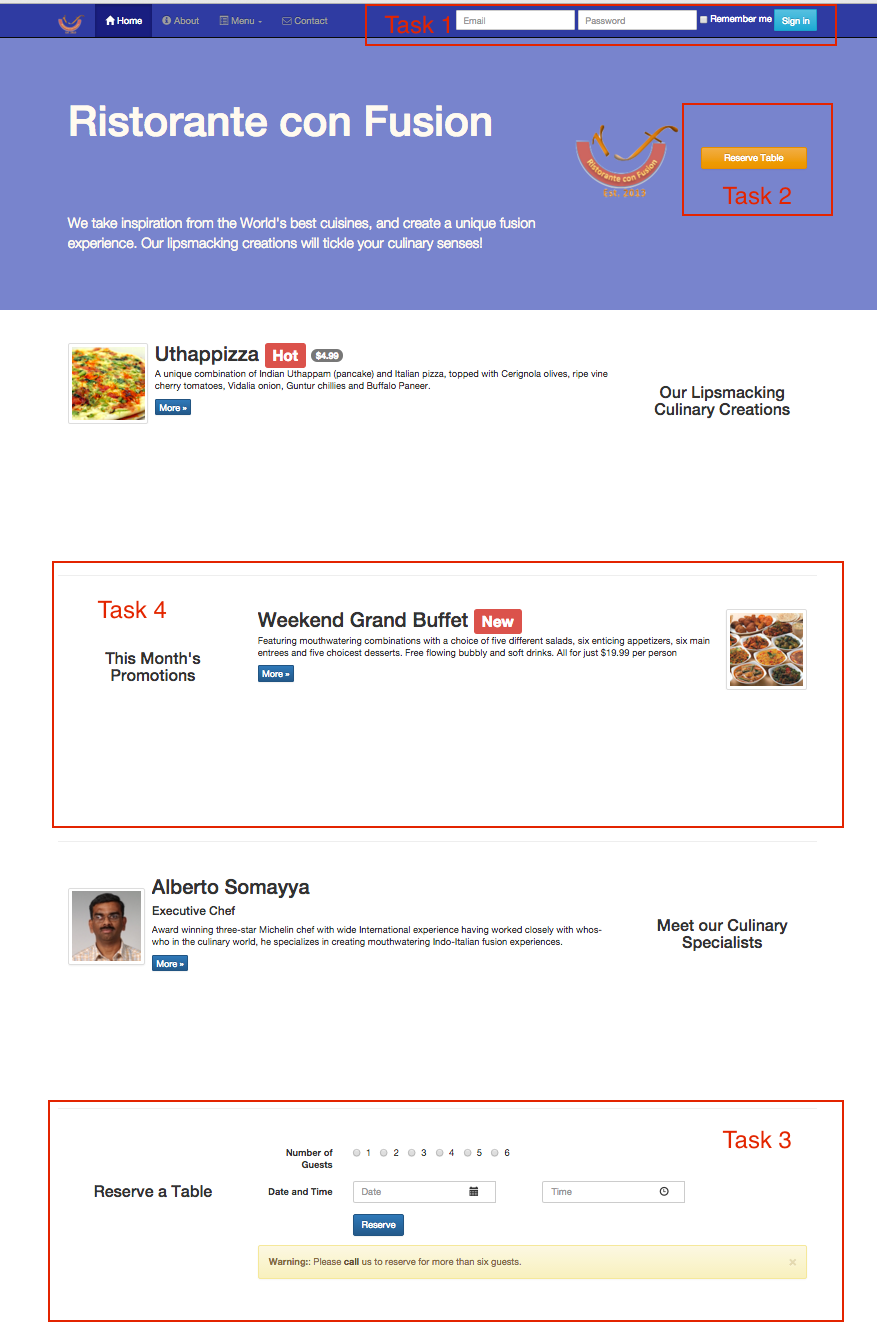 Home About Menu Contact Task 1 Email Password Remember me Sign in
Ristorante con Fusion
Ristorante con Fusion
Est. 2015
Reserve Table
Task 2
We take inspiration from the World's best cuisines, and create a unique fusion
experience. Our lipsmacking creations will tickle your culinary senses!
Uthappizza Hot $4.99
A unique combination of Indian Uthappam (pancake) and Italian pizza, topped with Cerignola olives, ripe vine
cherry tomatoes, Vidalia onion, Guntur chillies and Buffalo Paneer.
More »
Our Lipsmacking
Culinary Creations
Task 4
This Month's
Promotions
Weekend Grand Buffet New
Featuring mouthwatering combinations with a choice of five different salads, six enticing appetizers, six main
entrees and five choicest desserts. Free flowing bubbly and soft drinks. All for just $19.99 per person
More »
Alberto Somayya
Executive Chef
Award winning three-star Michelin chef with wide International experience having worked closely with whos-
who in the culinary world, he specializes in creating mouthwatering Indo-Italian fusion experiences.
More »
Meet our Culinary
Specialists
Task 3
Reserve a Table
Number of
Guests
1 2 3 4 5 6
Date and Time Date Time
Reserve
Warning:: Please call us to reserve for more than six guests. ×